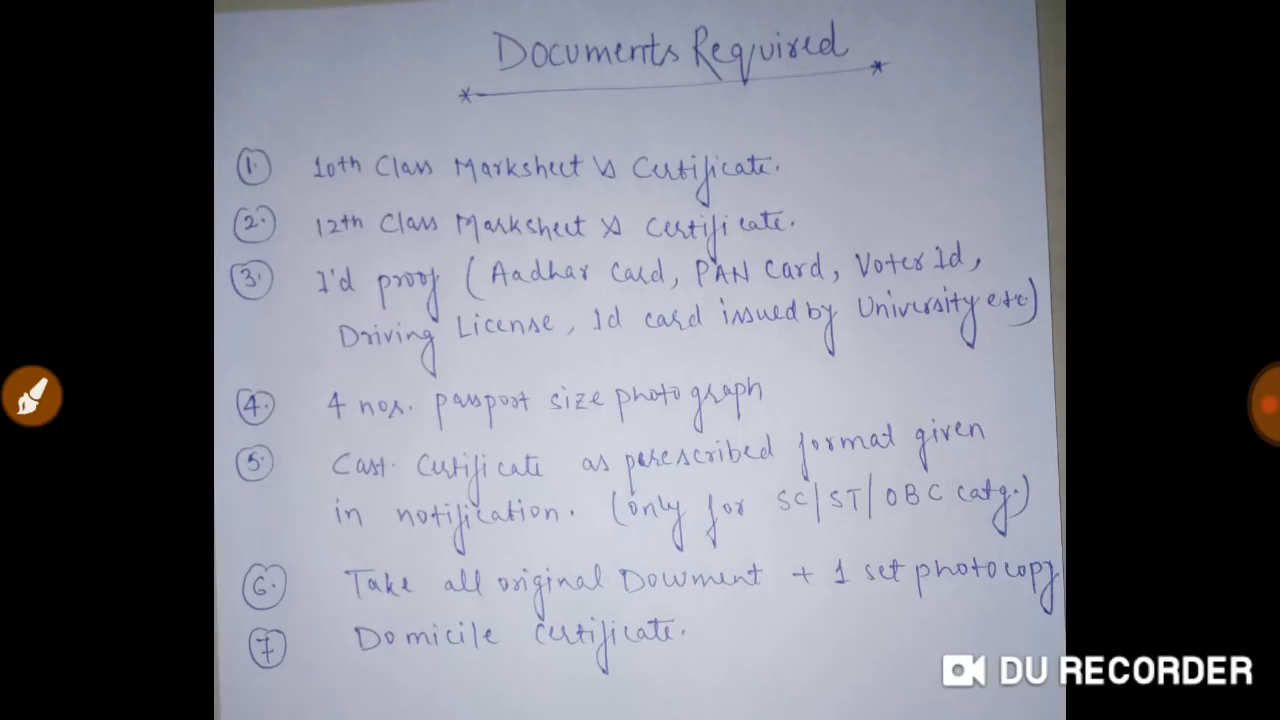 Documents Required
1. 10th Class Marksheet & Certificate.
2. 12th Class Marksheet & Certificate.
3. I'd proof (Aadhar Card, PAN Card, Voter Id,
Driving License, Id card issued by University etc.)
4. 4 nos. passport size photograph
5. Cast. Certificate as perescribed format given
in notification. (only for SC/ST/OBC catg.)
6. Take all original Document + 1 set photocopy
7 Domicile Certificate.
DU RECORDER